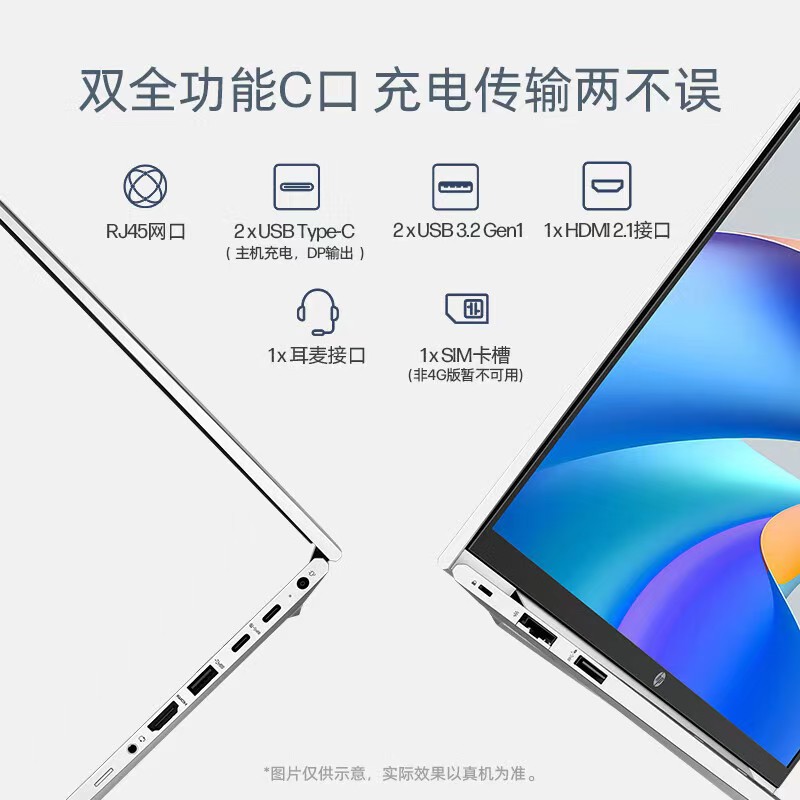 双全功能C口 充电传输两不误
RJ45网口
2 x USB Type-C
( 主机充电，DP输出 )
2 x USB 3.2 Gen1
1x HDMI 2.1接口
1x 耳麦接口
1x SIM卡槽
(非4G版暂不可用)
hp
*图片仅供示意，实际效果以真机为准。